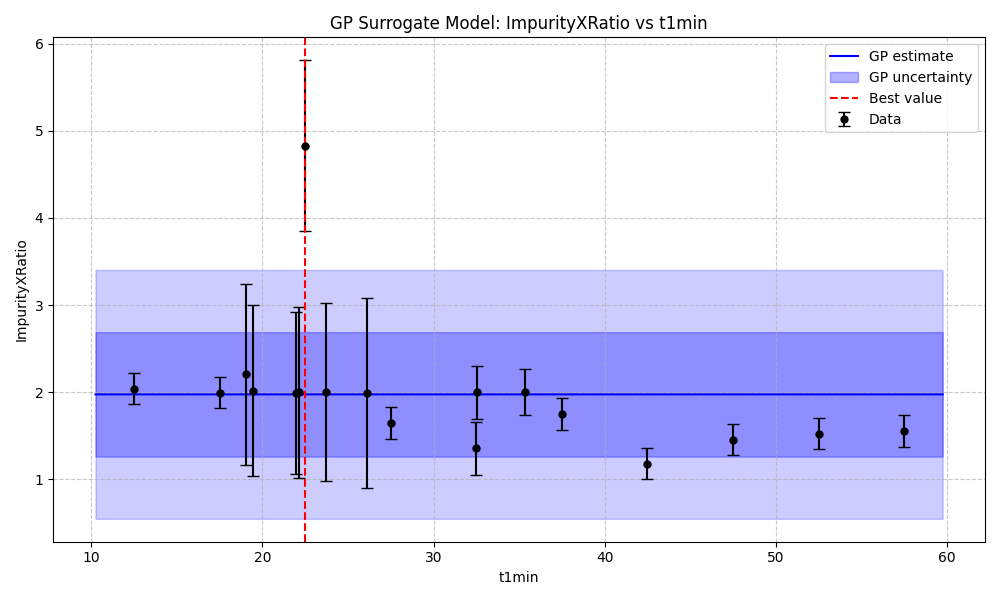 GP Surrogate Model: ImpurityXRatio vs t1min
6
5
4
3
2
1
ImpurityXRatio
GP estimate
GP uncertainty
Best value
Data
10
20
30
40
50
60
t1min